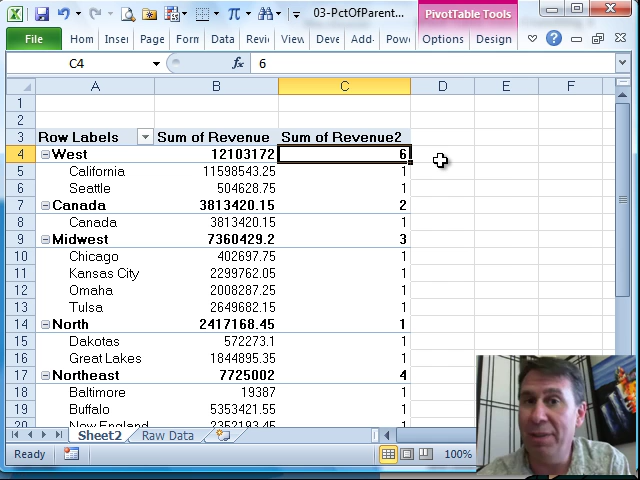 03-PctOfParent... PivotTable Tools
File Hom Inser Page Form Data Revi View Deve Add- Powe Options Design
C4 fx 6
A B C D E F
1
2
3 Row Labels Sum of Revenue Sum of Revenue2
4 West 12103172 6
5 California 11598543.25 1
6 Seattle 504628.75 1
7 Canada 3813420.15 2
8 Canada 3813420.15 1
9 Midwest 7360429.2 3
10 Chicago 402697.75 1
11 Kansas City 2299762.05 1
12 Omaha 2008287.25 1
13 Tulsa 2649682.15 1
14 North 2417168.45 1
15 Dakotas 572273.1 1
16 Great Lakes 1844895.35 1
17 Northeast 7725002 4
18 Baltimore 19387 1
19 Buffalo 5353421.55 1
20 New England 2352193.45 1
Sheet2 Raw Data
Ready 100%